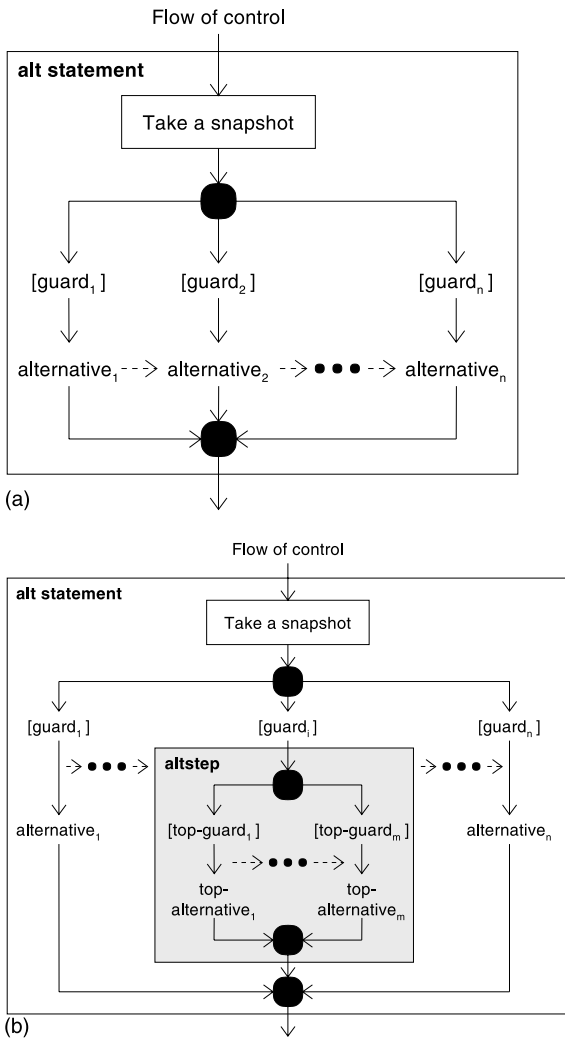 Flow of control
alt statement
Take a snapshot
[guard₁] [guard₂] [guardₙ]
alternative₁ alternative₂ alternativeₙ
(a)
Flow of control
alt statement
Take a snapshot
[guard₁] [guardᵢ] [guardₙ]
altstep
[top-guard₁] [top-guardₘ]
alternative₁ alternativeₙ
top- top-
alternative₁ alternativeₘ
(b)